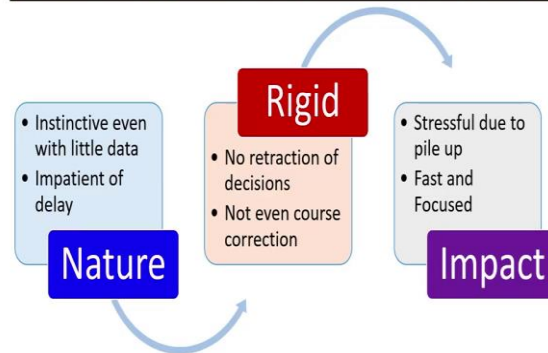 • Instinctive even
with little data
• Impatient of
delay
Nature
Rigid
• No retraction of
decisions
• Not even course
correction
• Stressful due to
pile up
• Fast and
Focused
Impact